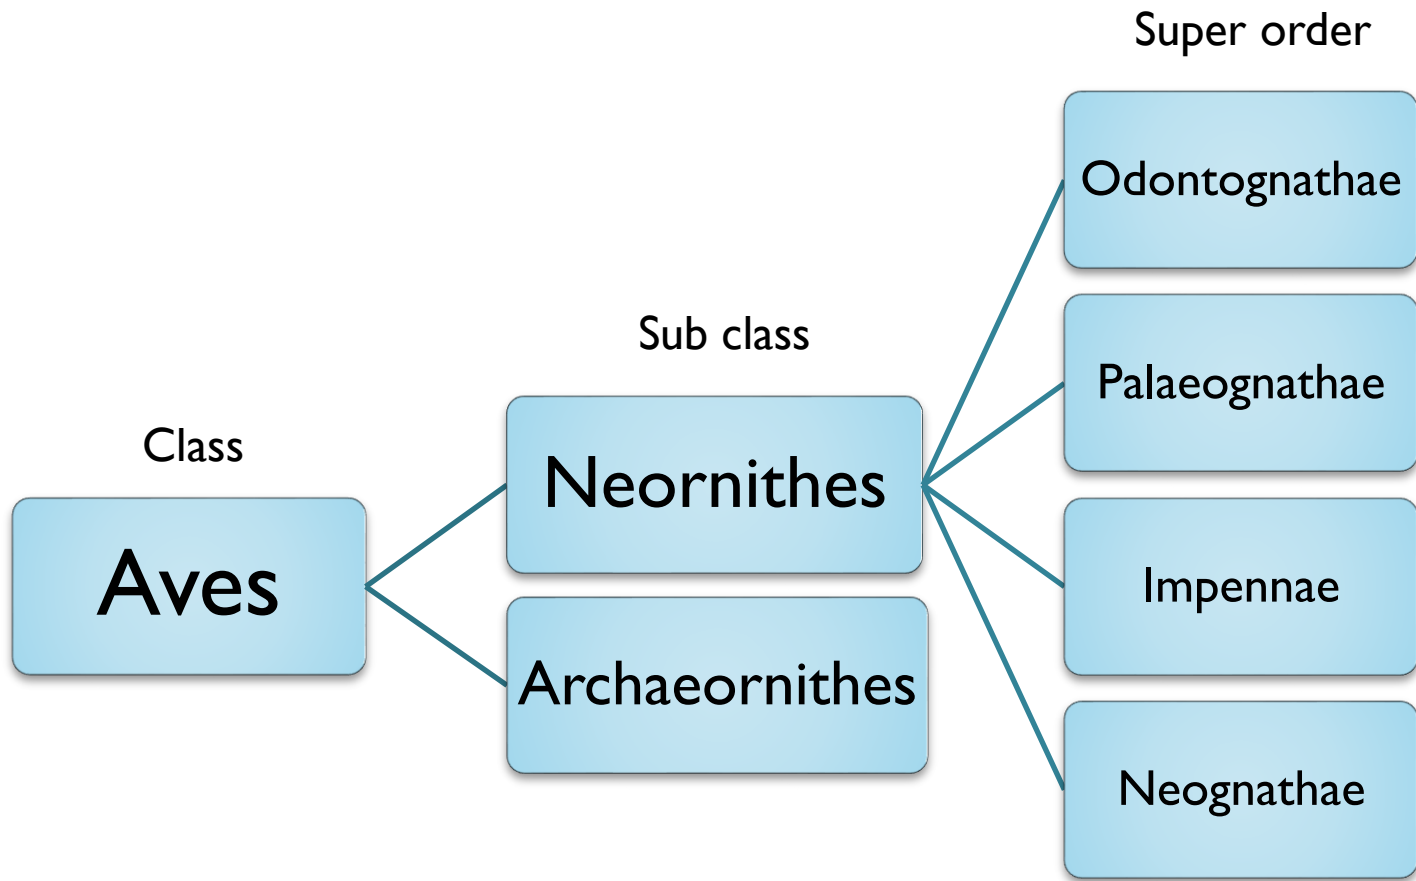 Super order
Odontognathae
Sub class
Palaeognathae
Class
Neornithes
Aves
Impennae
Archaeornithes
Neognathae